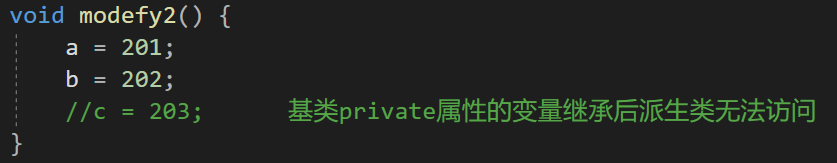 void modefy2() {
a = 201;
b = 202;
//c = 203; 基类private属性的变量继承后派生类无法访问
}